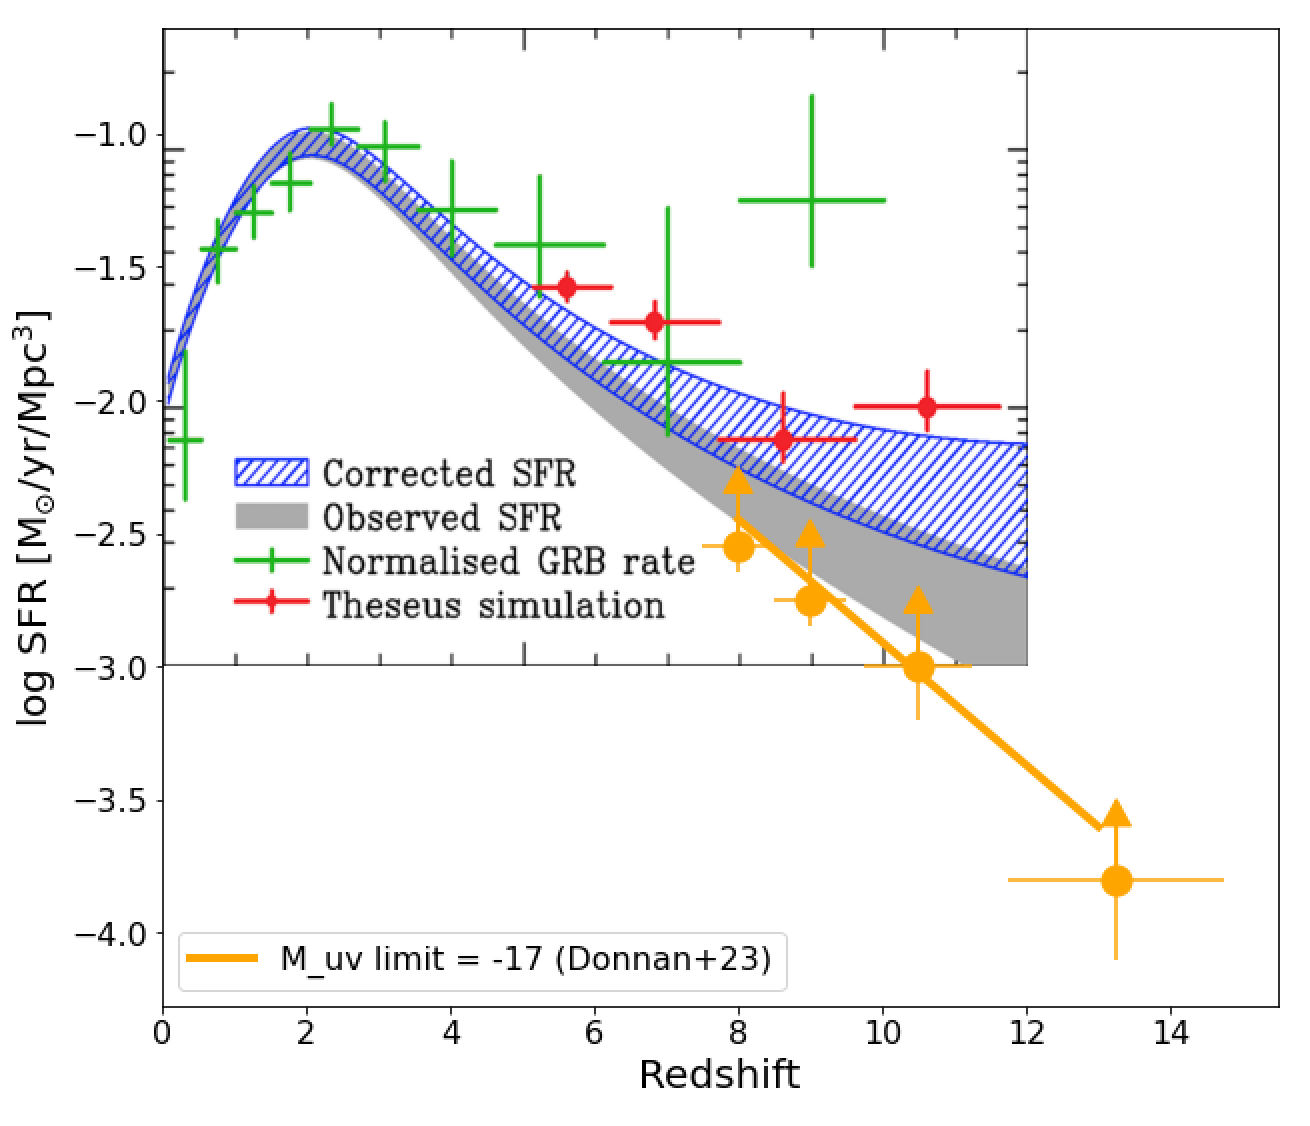 log SFR [M⊙/yr/Mpc³]
−1.0
−1.5
−2.0
−2.5
−3.0
−3.5
−4.0
Corrected SFR
Observed SFR
Normalised GRB rate
Theseus simulation
M_uv limit = -17 (Donnan+23)
0 2 4 6 8 10 12 14
Redshift